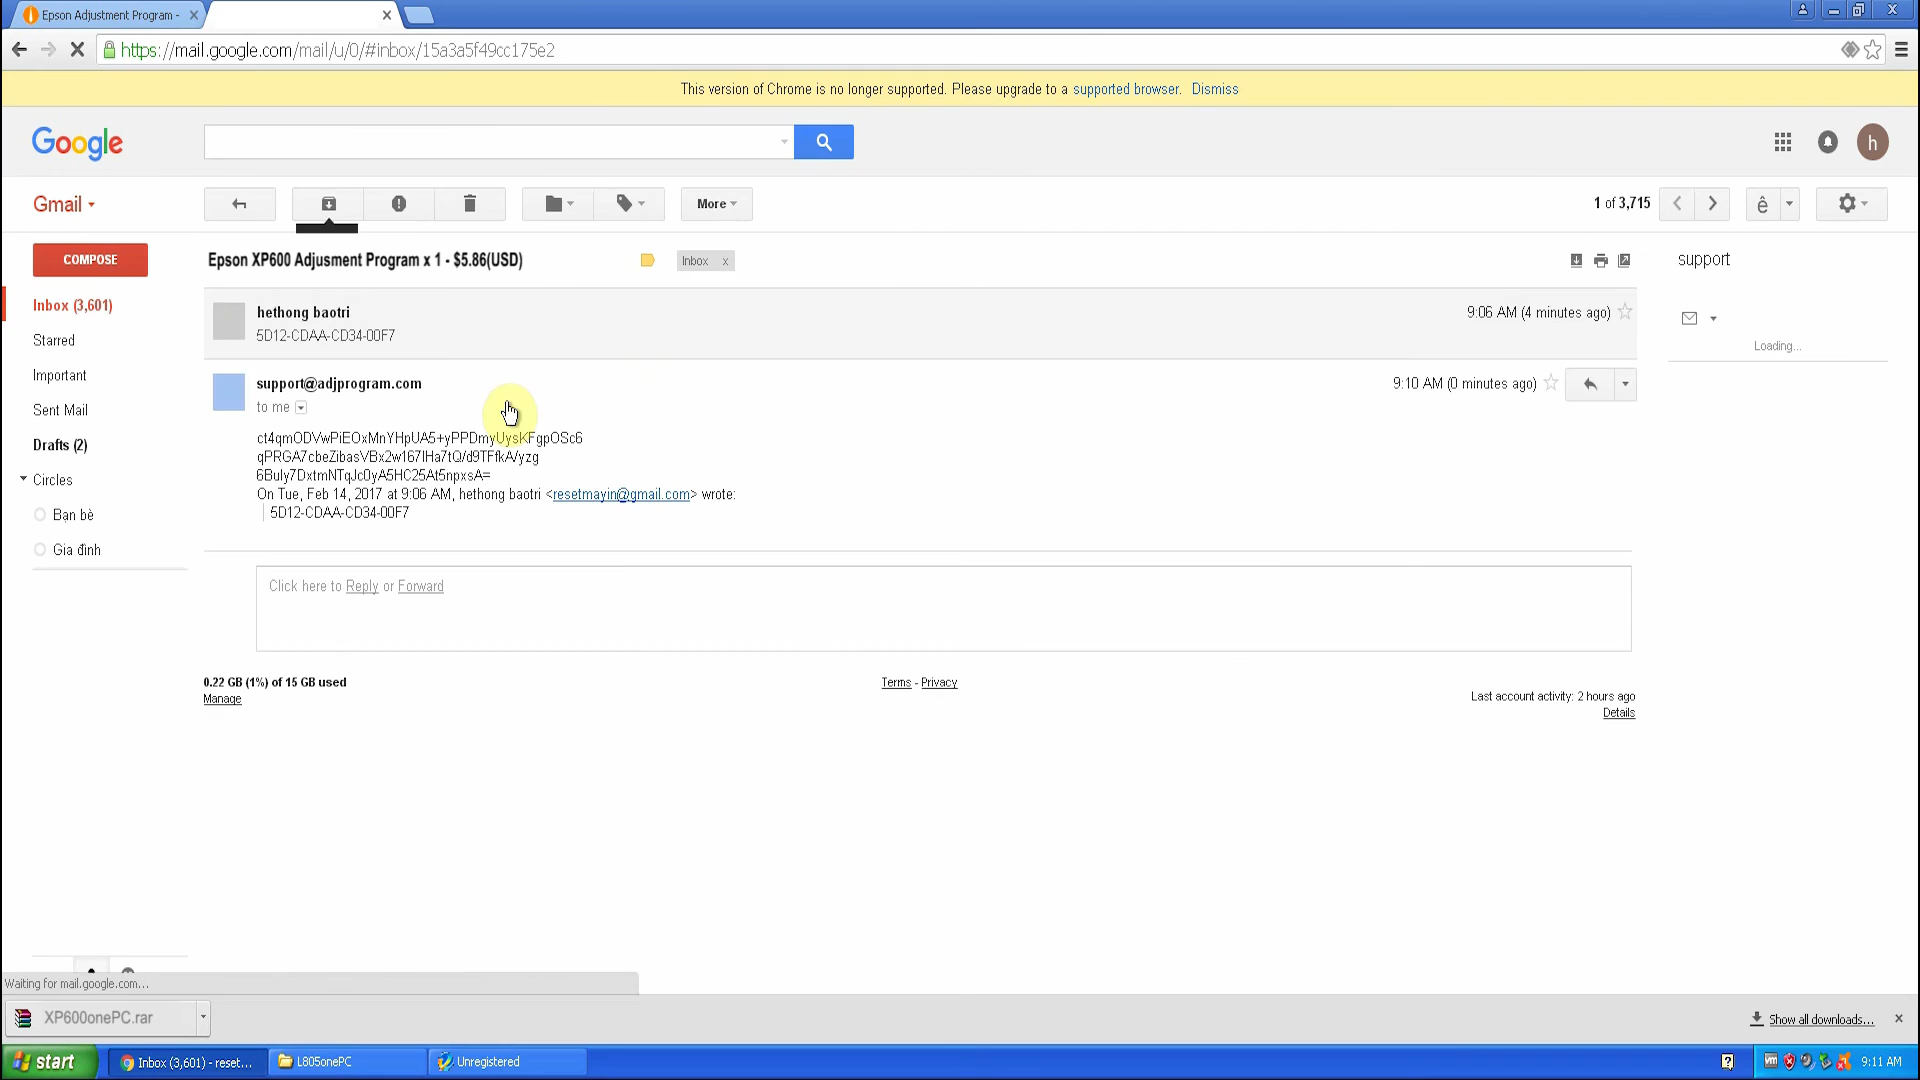 Epson Adjustment Program -
https://mail.google.com/mail/u/0/#inbox/15a3a5f49cc175e2
This version of Chrome is no longer supported. Please upgrade to a supported browser. Dismiss
Google
h
Gmail
More
1 of 3,715
ê
COMPOSE
Epson XP600 Adjusment Program x 1 - $5.86(USD)
Inbox x
support
Inbox (3,601)
hethong baotri
9:06 AM (4 minutes ago)
5D12-CDAA-CD34-00F7
Starred
Loading...
Important
support@adjprogram.com
9:10 AM (0 minutes ago)
to me
Sent Mail
ct4qmODVwPiEOxMnYHpUA5+yPPDmyUysKFgpOSc6
Drafts (2)
qPRGA7cbeZibasVBx2w167lHa7tQ/d9TFfkA/yzg
6Buly7DxtmNTqJc0yA5HC25At5npxsA=
Circles
On Tue, Feb 14, 2017 at 9:06 AM, hethong baotri <resetmayin@gmail.com> wrote:
5D12-CDAA-CD34-00F7
Bạn bè
Gia đình
Click here to Reply or Forward
0.22 GB (1%) of 15 GB used
Manage
Terms - Privacy
Last account activity: 2 hours ago
Details
Waiting for mail.google.com...
XP600onePC.rar
Show all downloads...
start
Inbox (3,601) - reset...
L805onePC
Unregistered
9:11 AM